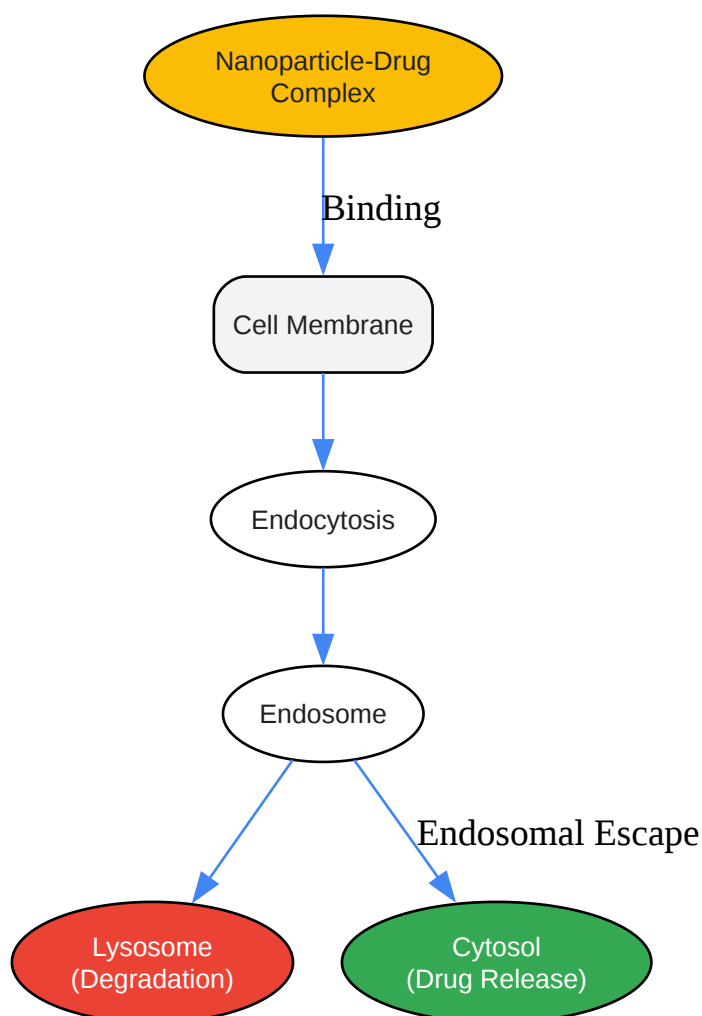 Nanoparticle-Drug
Complex
Binding
Cell Membrane
Endocytosis
Endosome
Endosomal Escape
Lysosome
(Degradation)
Cytosol
(Drug Release)